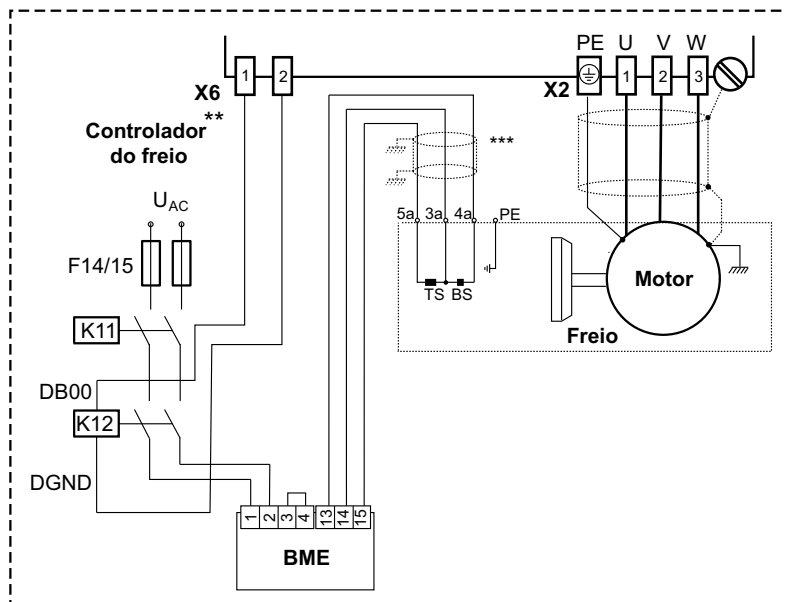 PE U V W
1 2 1 2 3
X6 X2
**
Controlador
do freio
***
U_AC
5a 3a 4a PE
F14/15
TS BS
Motor
K11
Freio
DB00
K12
DGND
1 2 3 4 13 14 15
BME